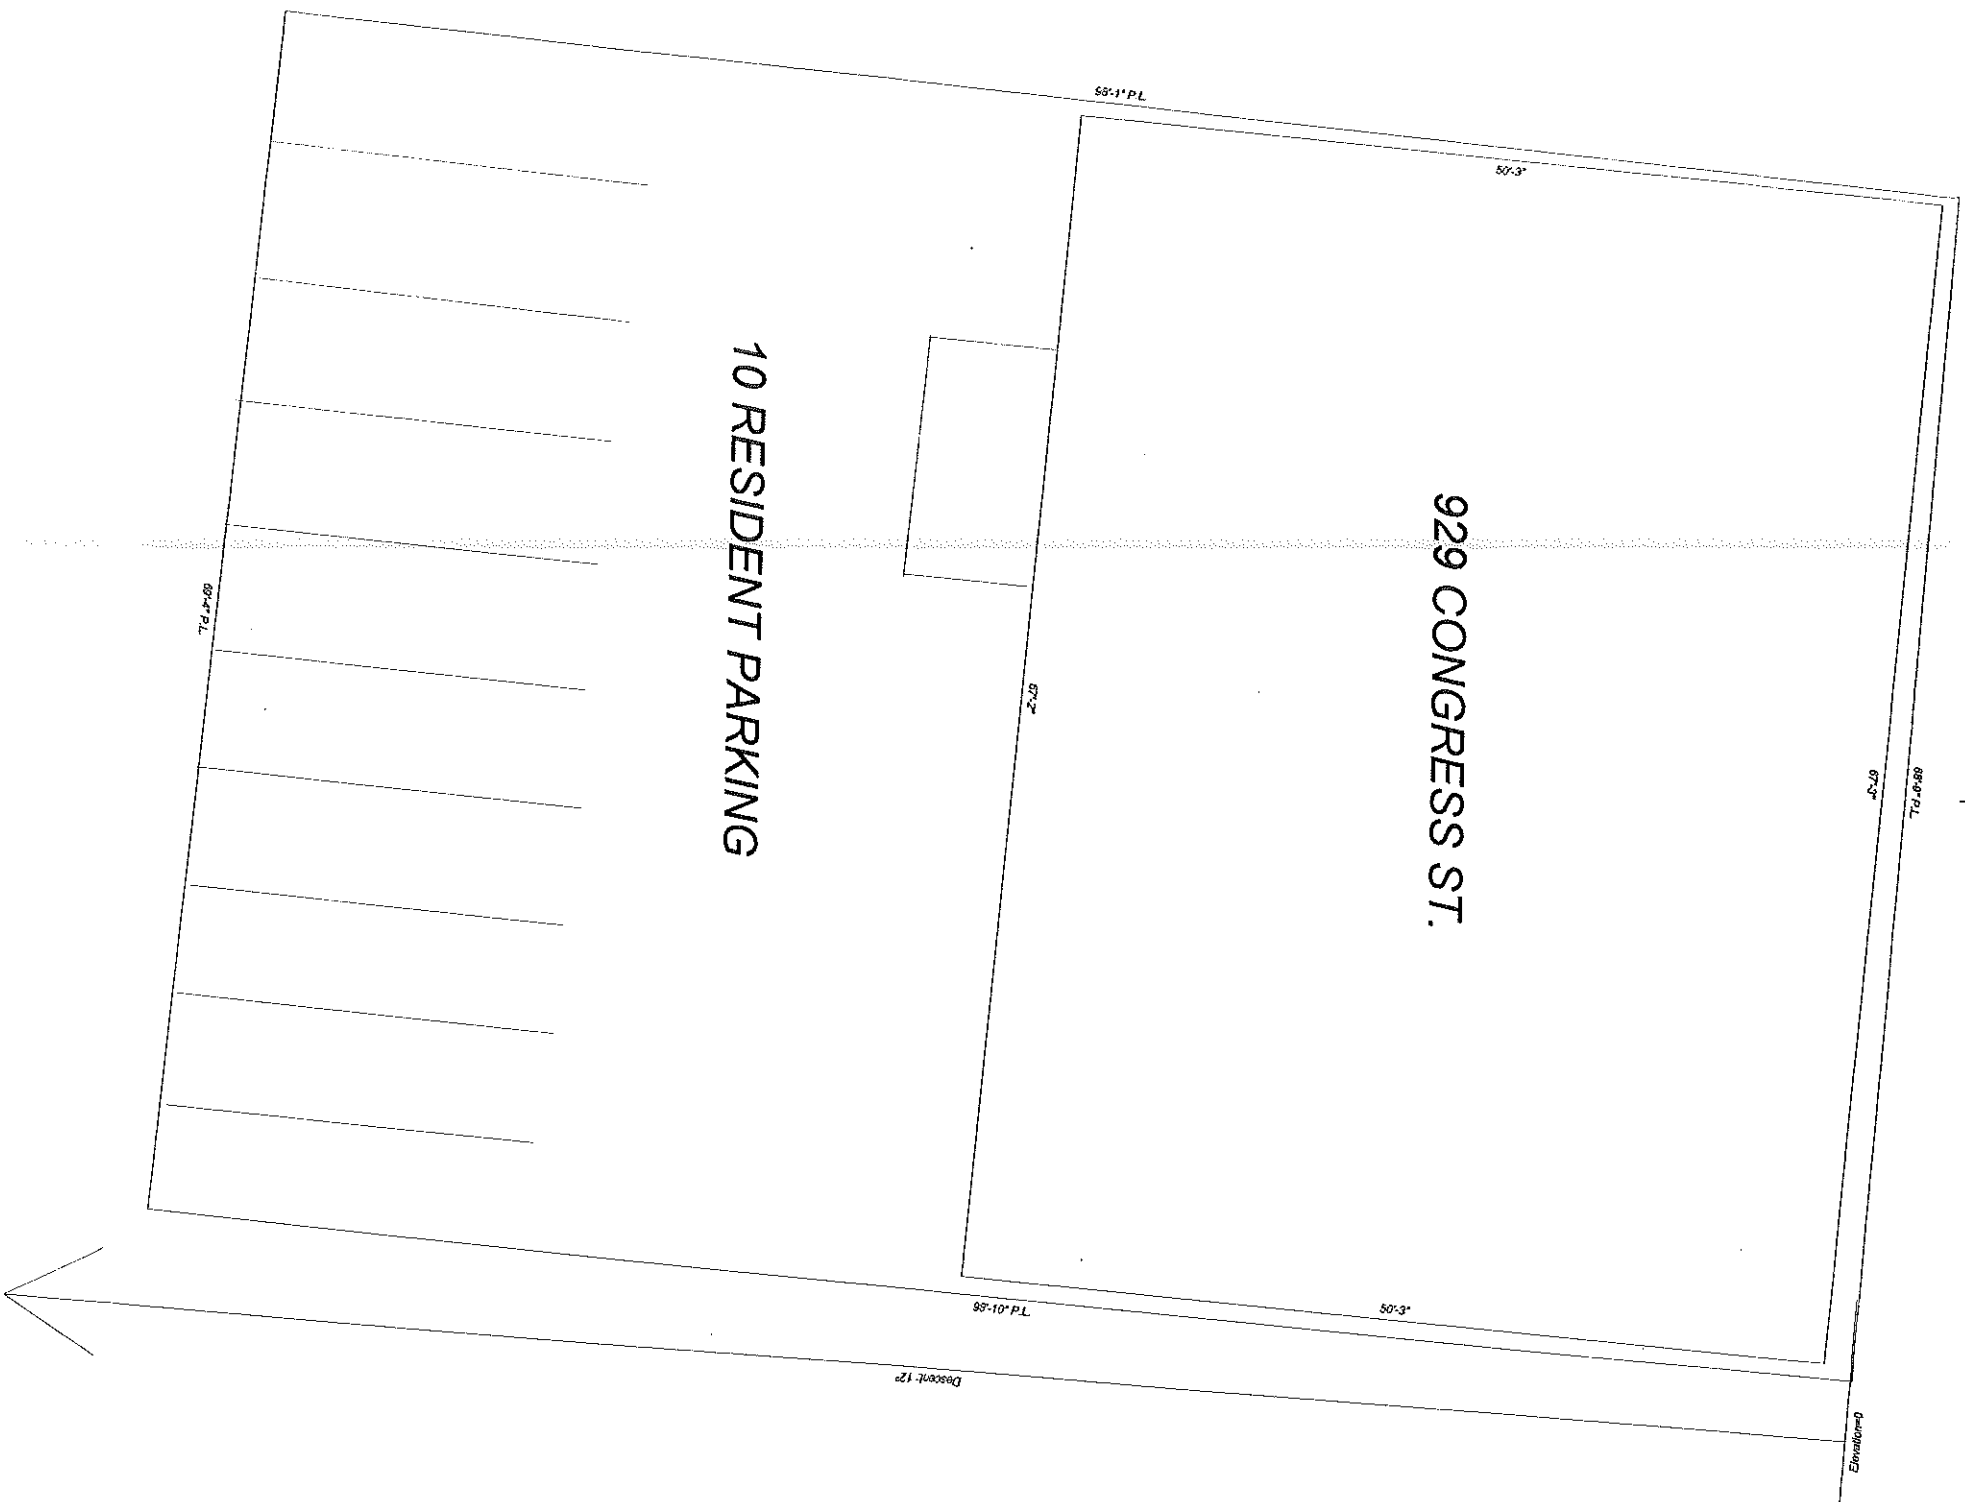 98'-1" P.L.
50'-3"
10 RESIDENT PARKING
929 CONGRESS ST.
69'-4" P.L.
67'-2"
67'-3"
P.L.
99'-10" P.L.
50'-3"
Descent: 12°
Elevation=0